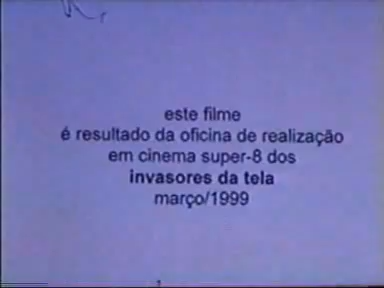 este filme
é resultado da oficina de realização
em cinema super-8 dos
invasores da tela
março/1999